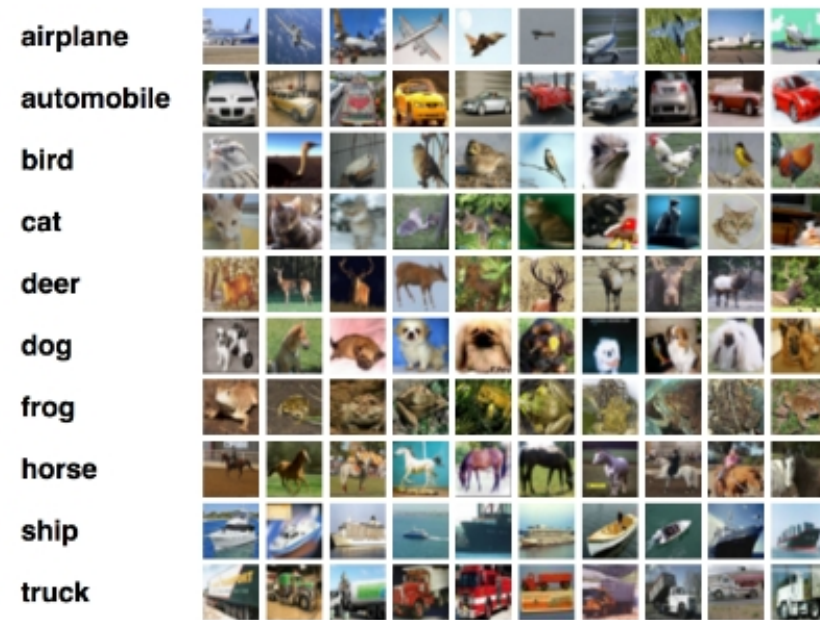 airplane
automobile
bird
cat
deer
dog
frog
horse
ship
truck